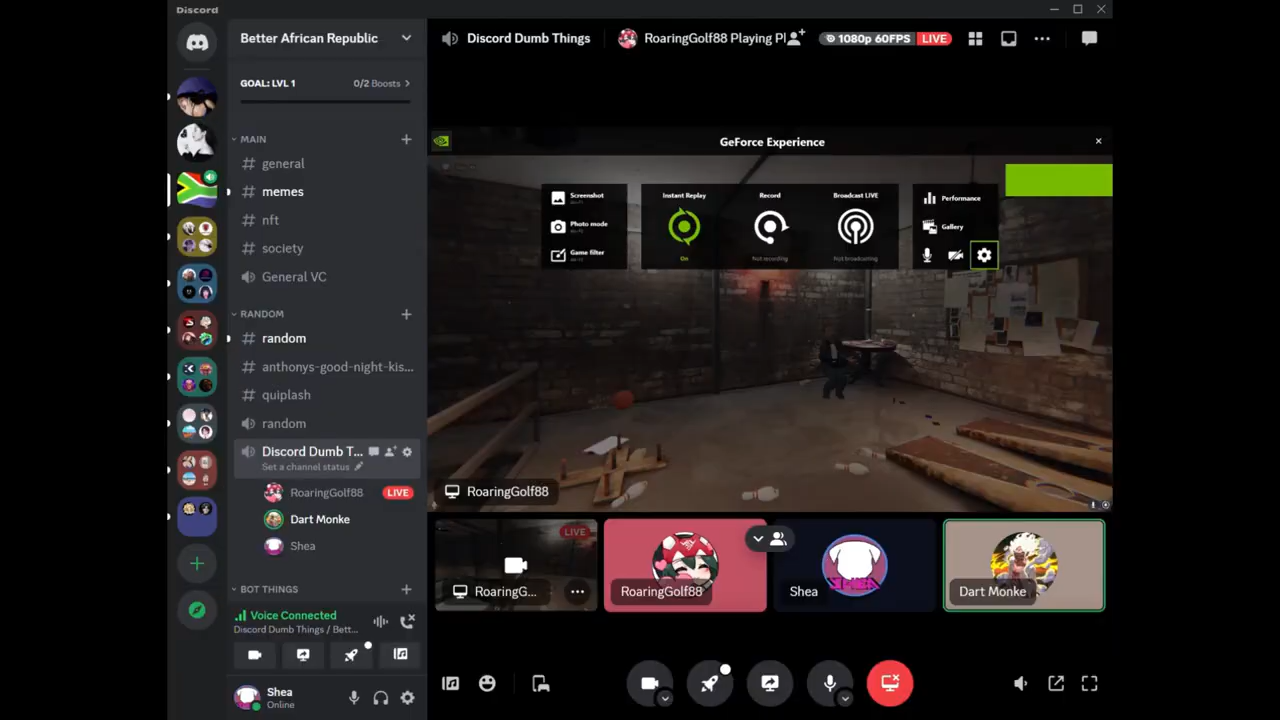 Discord
Better African Republic
GOAL: LVL 1
0/2 Boosts
MAIN
general
memes
nft
society
General VC
RANDOM
random
anthonys-good-night-kis...
quiplash
random
Discord Dumb T...
Set a channel status
RoaringGolf88
LIVE
Dart Monke
Shea
BOT THINGS
Voice Connected
Discord Dumb Things / Bett...
Shea
Online
Discord Dumb Things
RoaringGolf88 Playing Pl
1080p 60FPS
LIVE
GeForce Experience
Screenshot
Photo mode
Game filter
Instant Replay
On
Record
Not recording
Broadcast LIVE
Not broadcasting
Performance
Gallery
RoaringGolf88
LIVE
RoaringG...
RoaringGolf88
Shea
Dart Monke